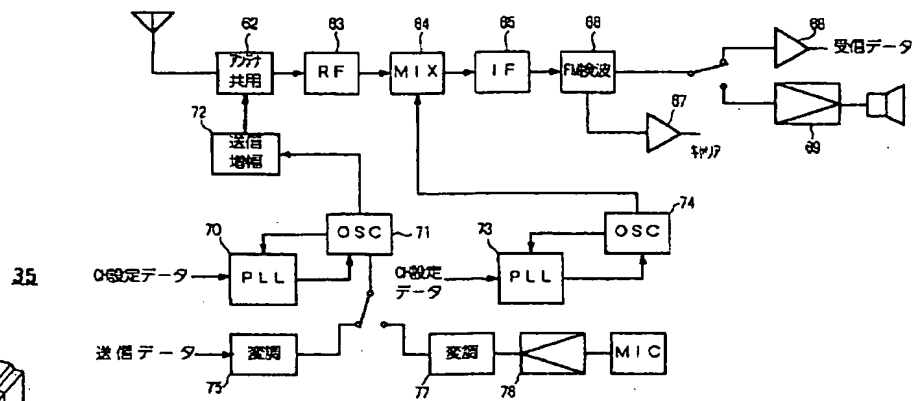 62
63
64
65
68
68
アンテナ
共用
RF
MIX
IF
FM検波
受信データ
72
送信
増幅
67
キャリア
69
70
OSC
71
73
OSC
74
35
CH設定データ
PLL
CH設定
データ
PLL
送信データ
変調
75
変調
77
78
MIC